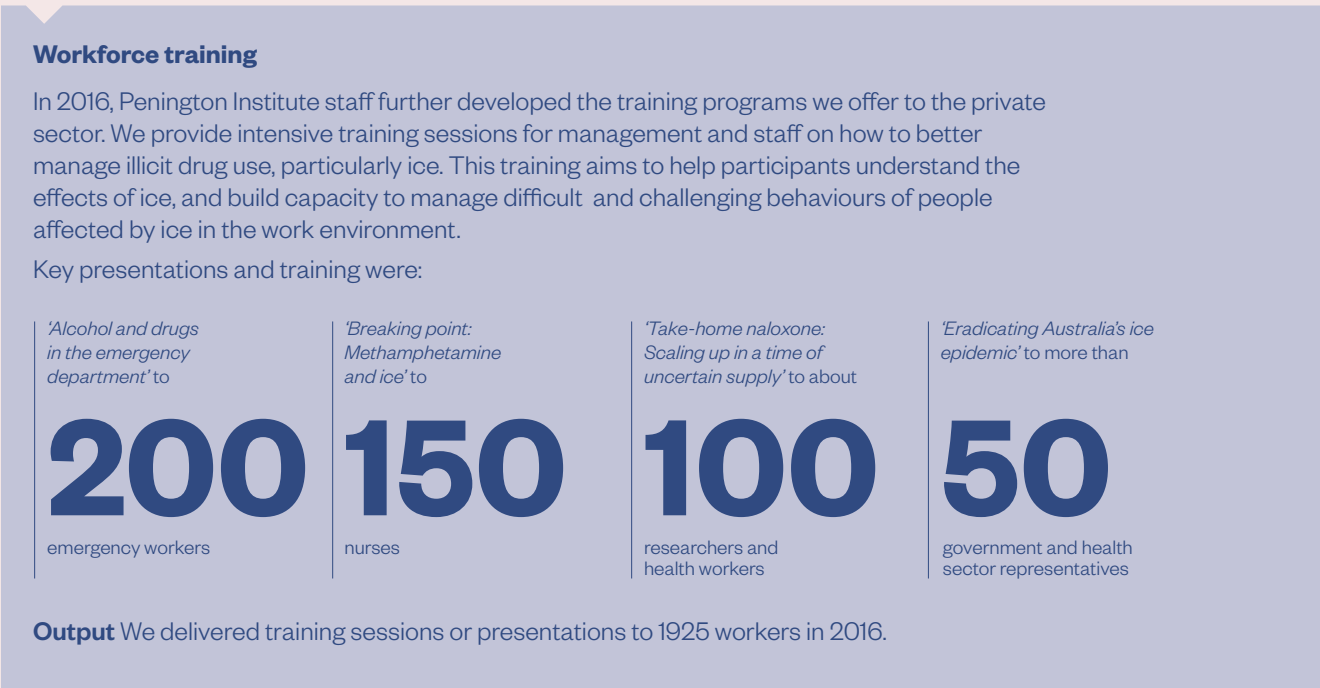 Workforce training
In 2016, Penington Institute staff further developed the training programs we offer to the private
sector. We provide intensive training sessions for management and staff on how to better
manage illicit drug use, particularly ice. This training aims to help participants understand the
effects of ice, and build capacity to manage difficult  and challenging behaviours of people
affected by ice in the work environment.
Key presentations and training were:
‘Alcohol and drugs
in the emergency
department’ to
200
emergency workers
‘Breaking point:
Methamphetamine
and ice’ to
150
nurses
‘Take-home naloxone:
Scaling up in a time of
uncertain supply’ to about
100
researchers and
health workers
‘Eradicating Australia’s ice
epidemic’ to more than
50
government and health
sector representatives
Output We delivered training sessions or presentations to 1925 workers in 2016.